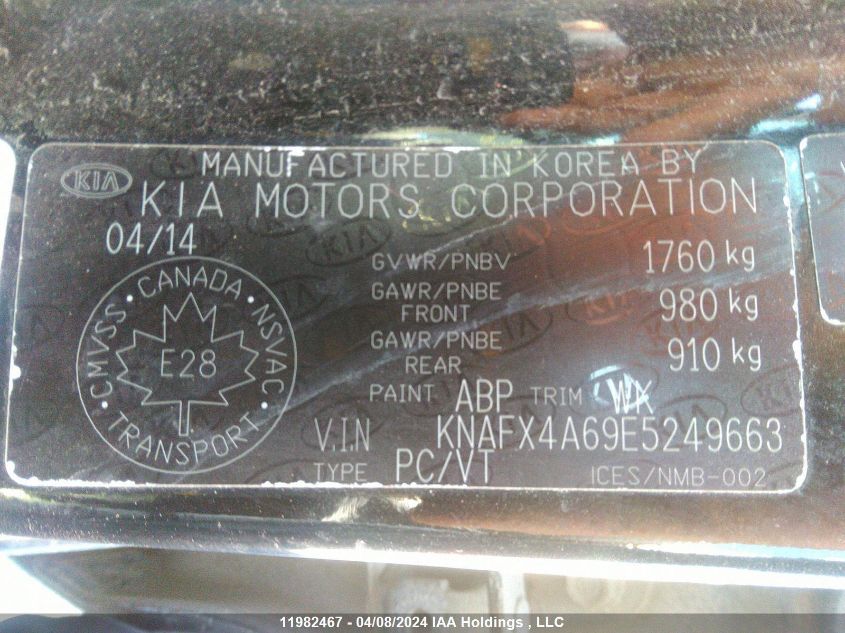 KIA
MANUFACTURED IN KOREA BY
KIA MOTORS CORPORATION
04/14
GVWR/PNBV 1760 kg
GAWR/PNBE FRONT 980 kg
GAWR/PNBE REAR 910 kg
PAINT ABP TRIM WK
V.I.N KNAFX4A69E5249663
TYPE PC/VT ICES/NMB-002
CMVSS · CANADA · NSVAC · TRANSPORT ·
E28
11982467 - 04/08/2024 IAA Holdings , LLC